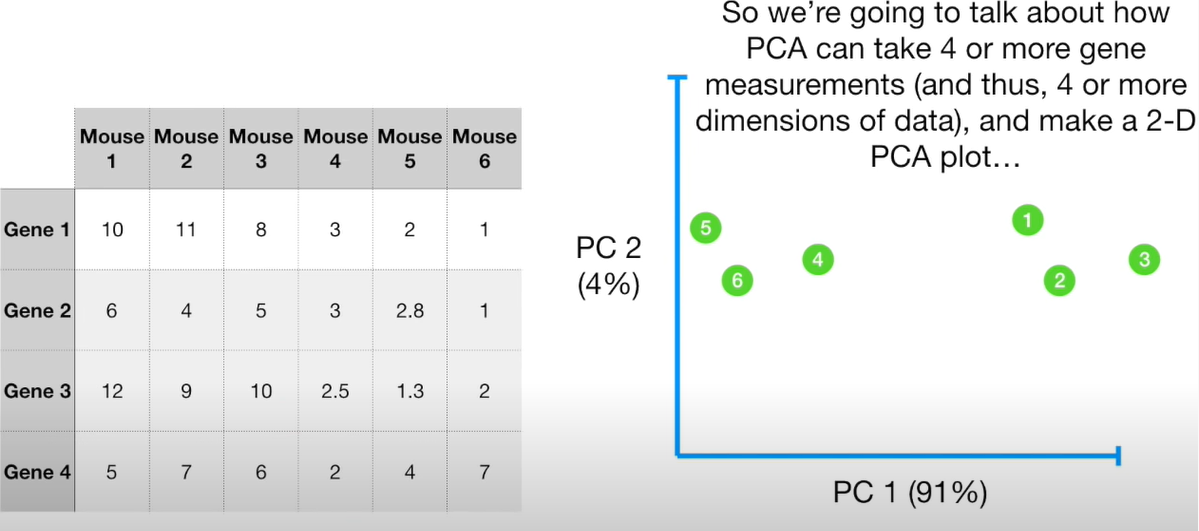 So we're going to talk about how
PCA can take 4 or more gene
measurements (and thus, 4 or more
dimensions of data), and make a 2-D
PCA plot…
Mouse 1 Mouse 2 Mouse 3 Mouse 4 Mouse 5 Mouse 6
Gene 1 10 11 8 3 2 1
Gene 2 6 4 5 3 2.8 1
Gene 3 12 9 10 2.5 1.3 2
Gene 4 5 7 6 2 4 7
PC 2
(4%)
5
6
4
1
2
3
PC 1 (91%)